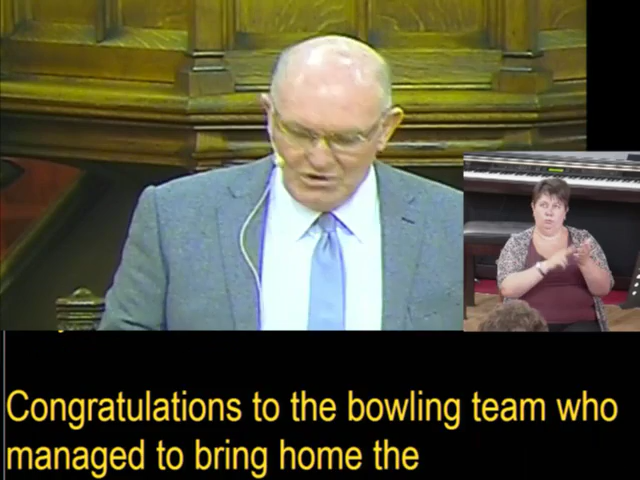 Congratulations to the bowling team who
managed to bring home the